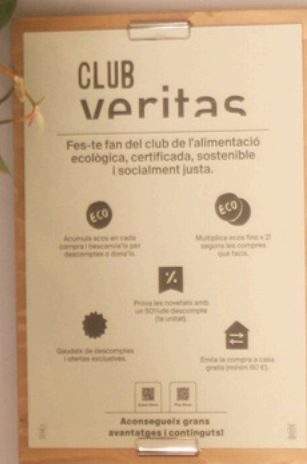 CLUB
veritas
Fes-te fan del club de l'alimentació
ecològica, certificada, sostenible
i socialment justa.
ECO
ECO
Acumula ecos en cada
compra i bescanvia'ls per
descomptes o dona'ls.
Multiplica ecos fins x 2!
segons les compres
que facis.
%
Prova les novetats amb
un 50% de descompte
(1a unitat).
Gaudeix de descomptes
i ofertes exclusives.
Envia la compra a casa
gratis (mínim 60 €).
Aconsegueix grans
avantatges i continguts!